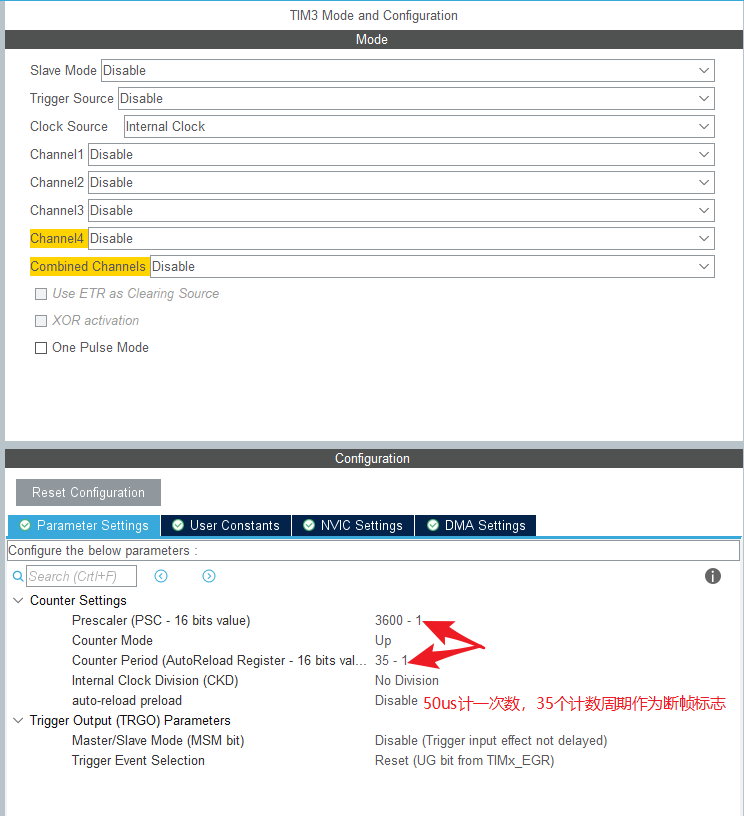 TIM3 Mode and Configuration
Mode
Slave Mode Disable
Trigger Source Disable
Clock Source Internal Clock
Channel1 Disable
Channel2 Disable
Channel3 Disable
Channel4 Disable
Combined Channels Disable
Use ETR as Clearing Source
XOR activation
One Pulse Mode
Configuration
Reset Configuration
Parameter Settings User Constants NVIC Settings DMA Settings
Configure the below parameters :
Search (CrtI+F)
Counter Settings
Prescaler (PSC - 16 bits value) 3600 - 1
Counter Mode Up
Counter Period (AutoReload Register - 16 bits val... 35 - 1
Internal Clock Division (CKD) No Division
auto-reload preload Disable 50us计一次数，35个计数周期作为断帧标志
Trigger Output (TRGO) Parameters
Master/Slave Mode (MSM bit) Disable (Trigger input effect not delayed)
Trigger Event Selection Reset (UG bit from TIMx_EGR)